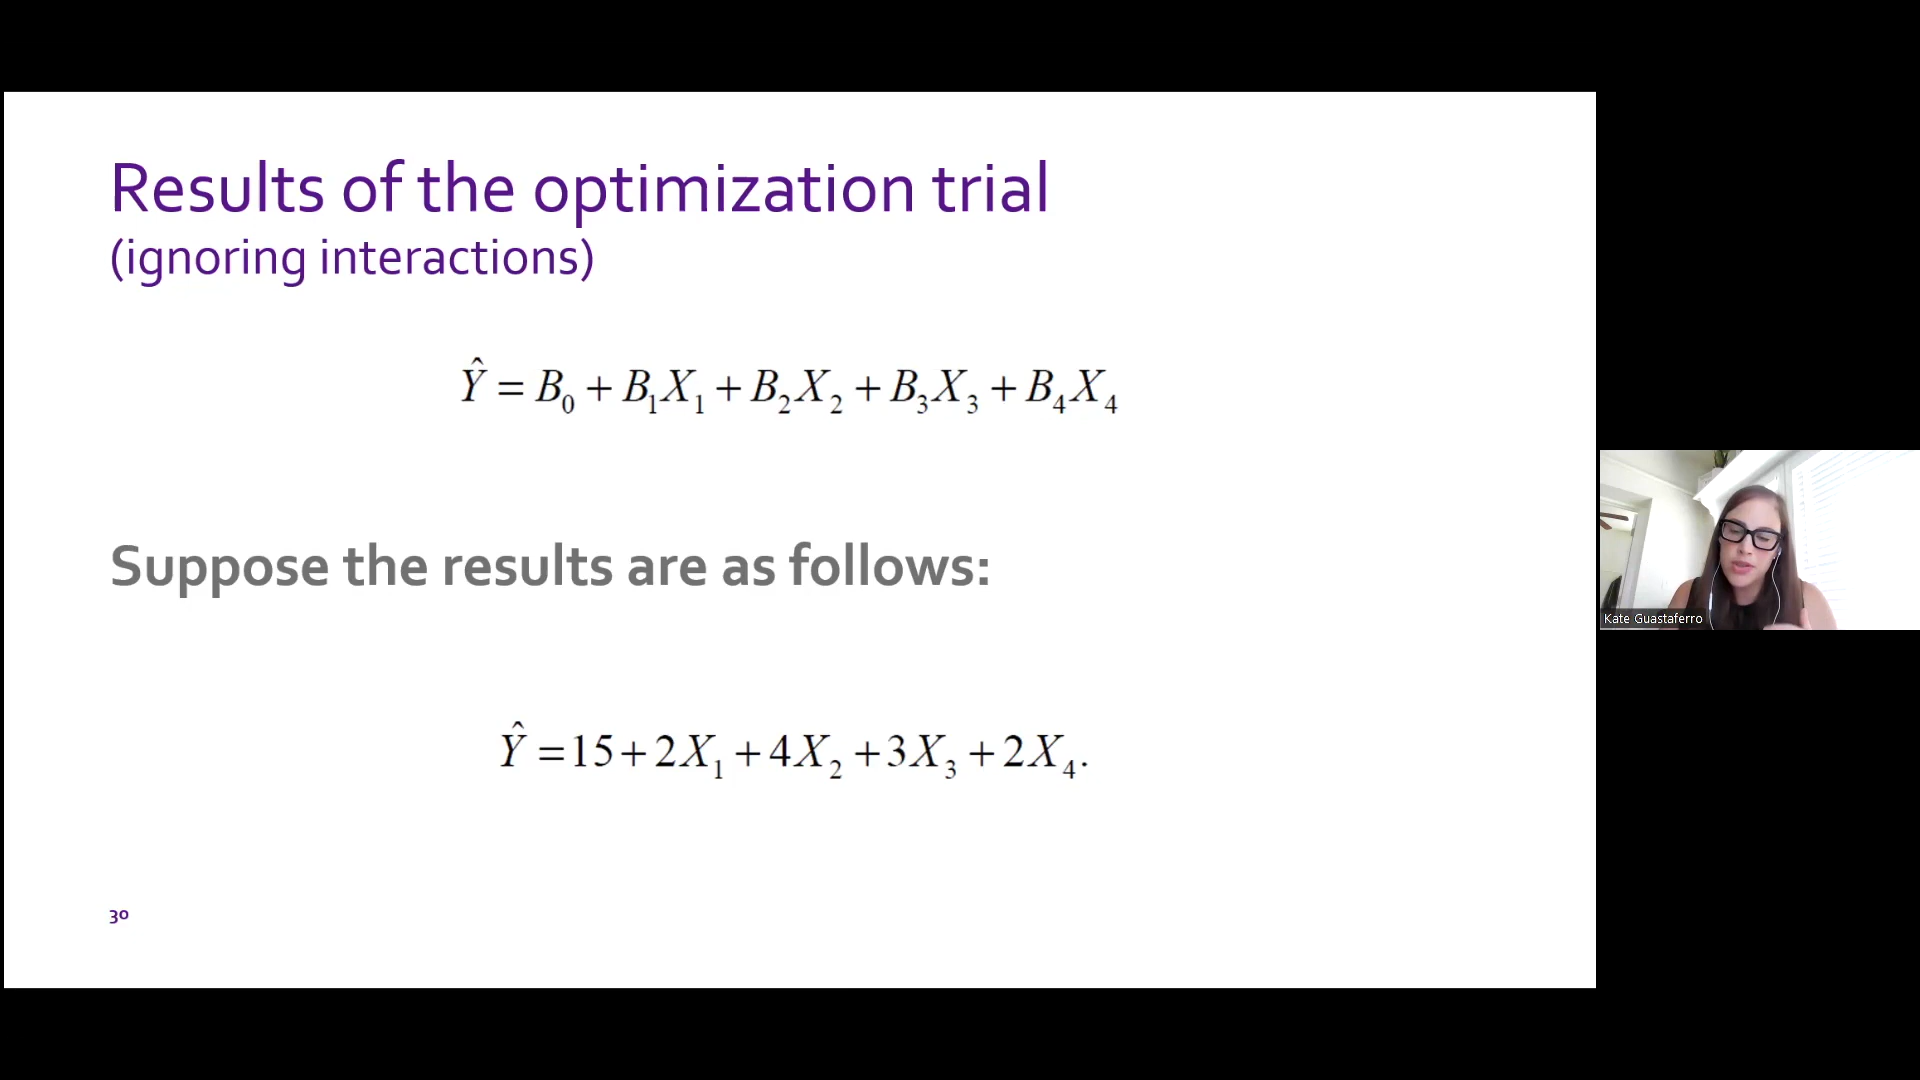 Results of the optimization trial
(ignoring interactions)
Ŷ = B₀ + B₁X₁ + B₂X₂ + B₃X₃ + B₄X₄
Suppose the results are as follows:
Ŷ =15+2X₁ +4X₂ +3X₃ +2X₄.
30
Kate Guastaferro